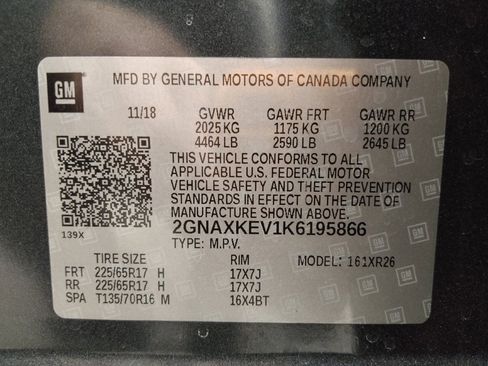 GM
MFD BY GENERAL MOTORS OF CANADA COMPANY
11/18 GVWR GAWR FRT GAWR RR
2025 KG 1175 KG 1200 KG
4464 LB 2590 LB 2645 LB
THIS VEHICLE CONFORMS TO ALL
APPLICABLE U.S. FEDERAL MOTOR
VEHICLE SAFETY AND THEFT PREVENTION
STANDARDS IN EFFECT ON THE DATE OF
MANUFACTURE SHOWN ABOVE.
139X 2GNAXKEV1K6195866
TYPE: M.P.V.
TIRE SIZE RIM MODEL: 161XR26
FRT 225/65R17 H 17X7J
RR 225/65R17 H 17X7J
SPA T135/70R16 M 16X4BT